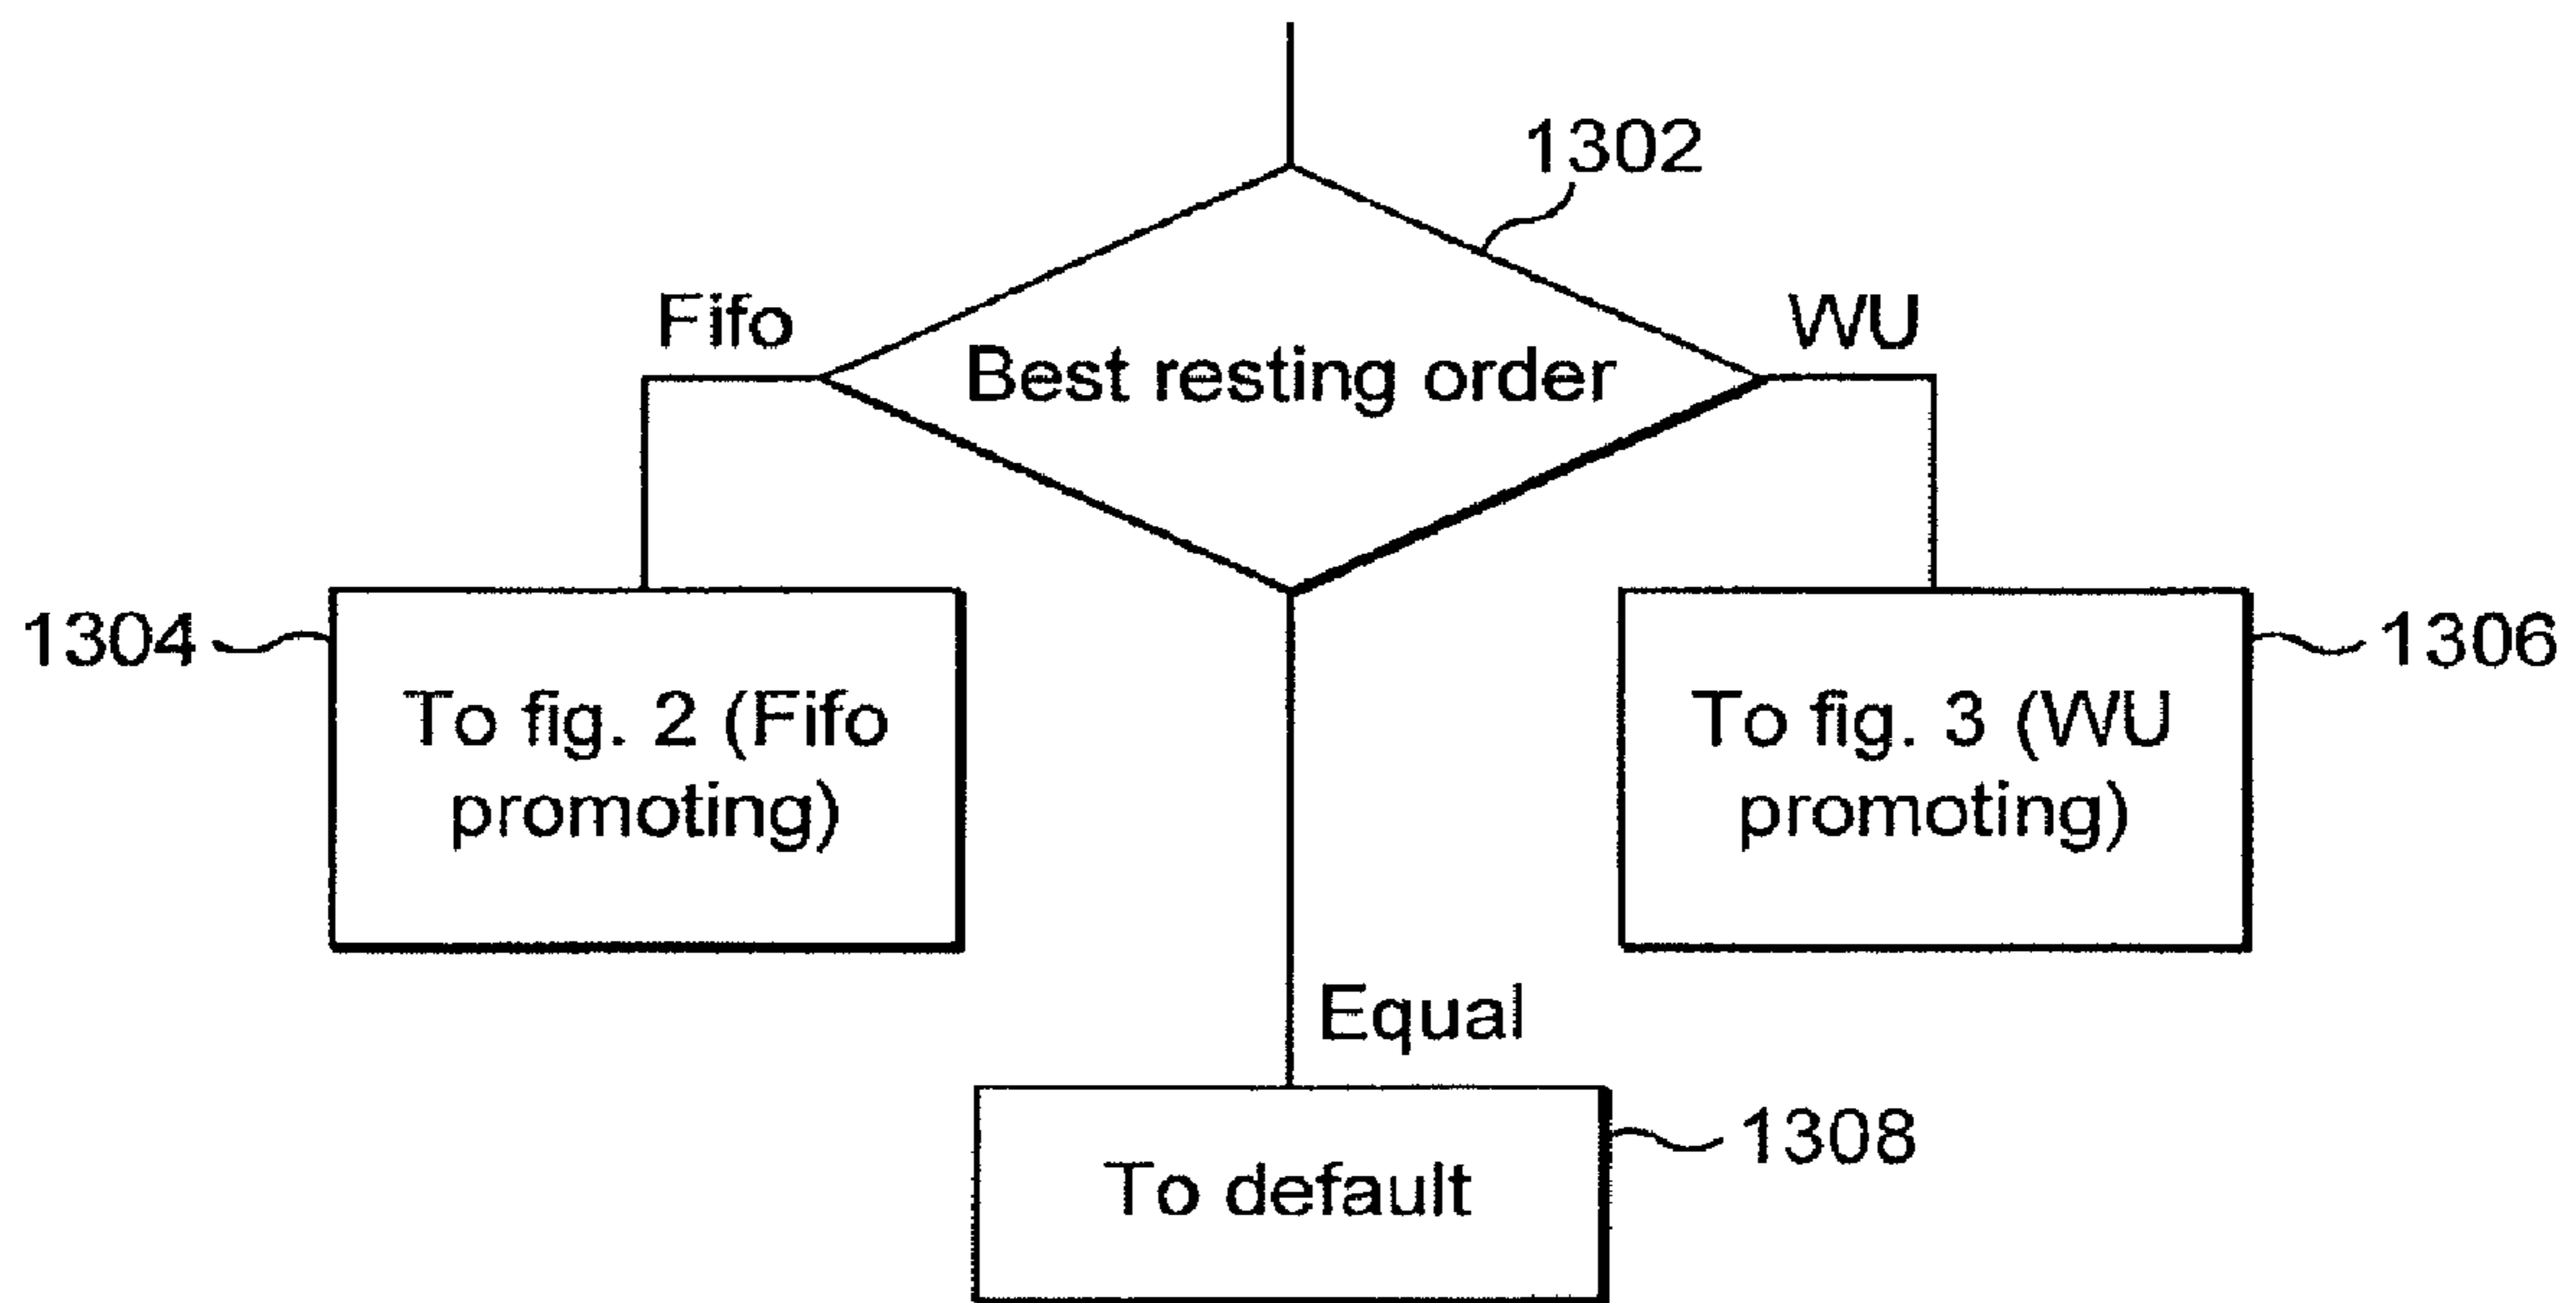 1302
Fifo
WU
Best resting order
1304
1306
To fig. 2 (Fifo
promoting)
To fig. 3 (WU
promoting)
Equal
1308
To default